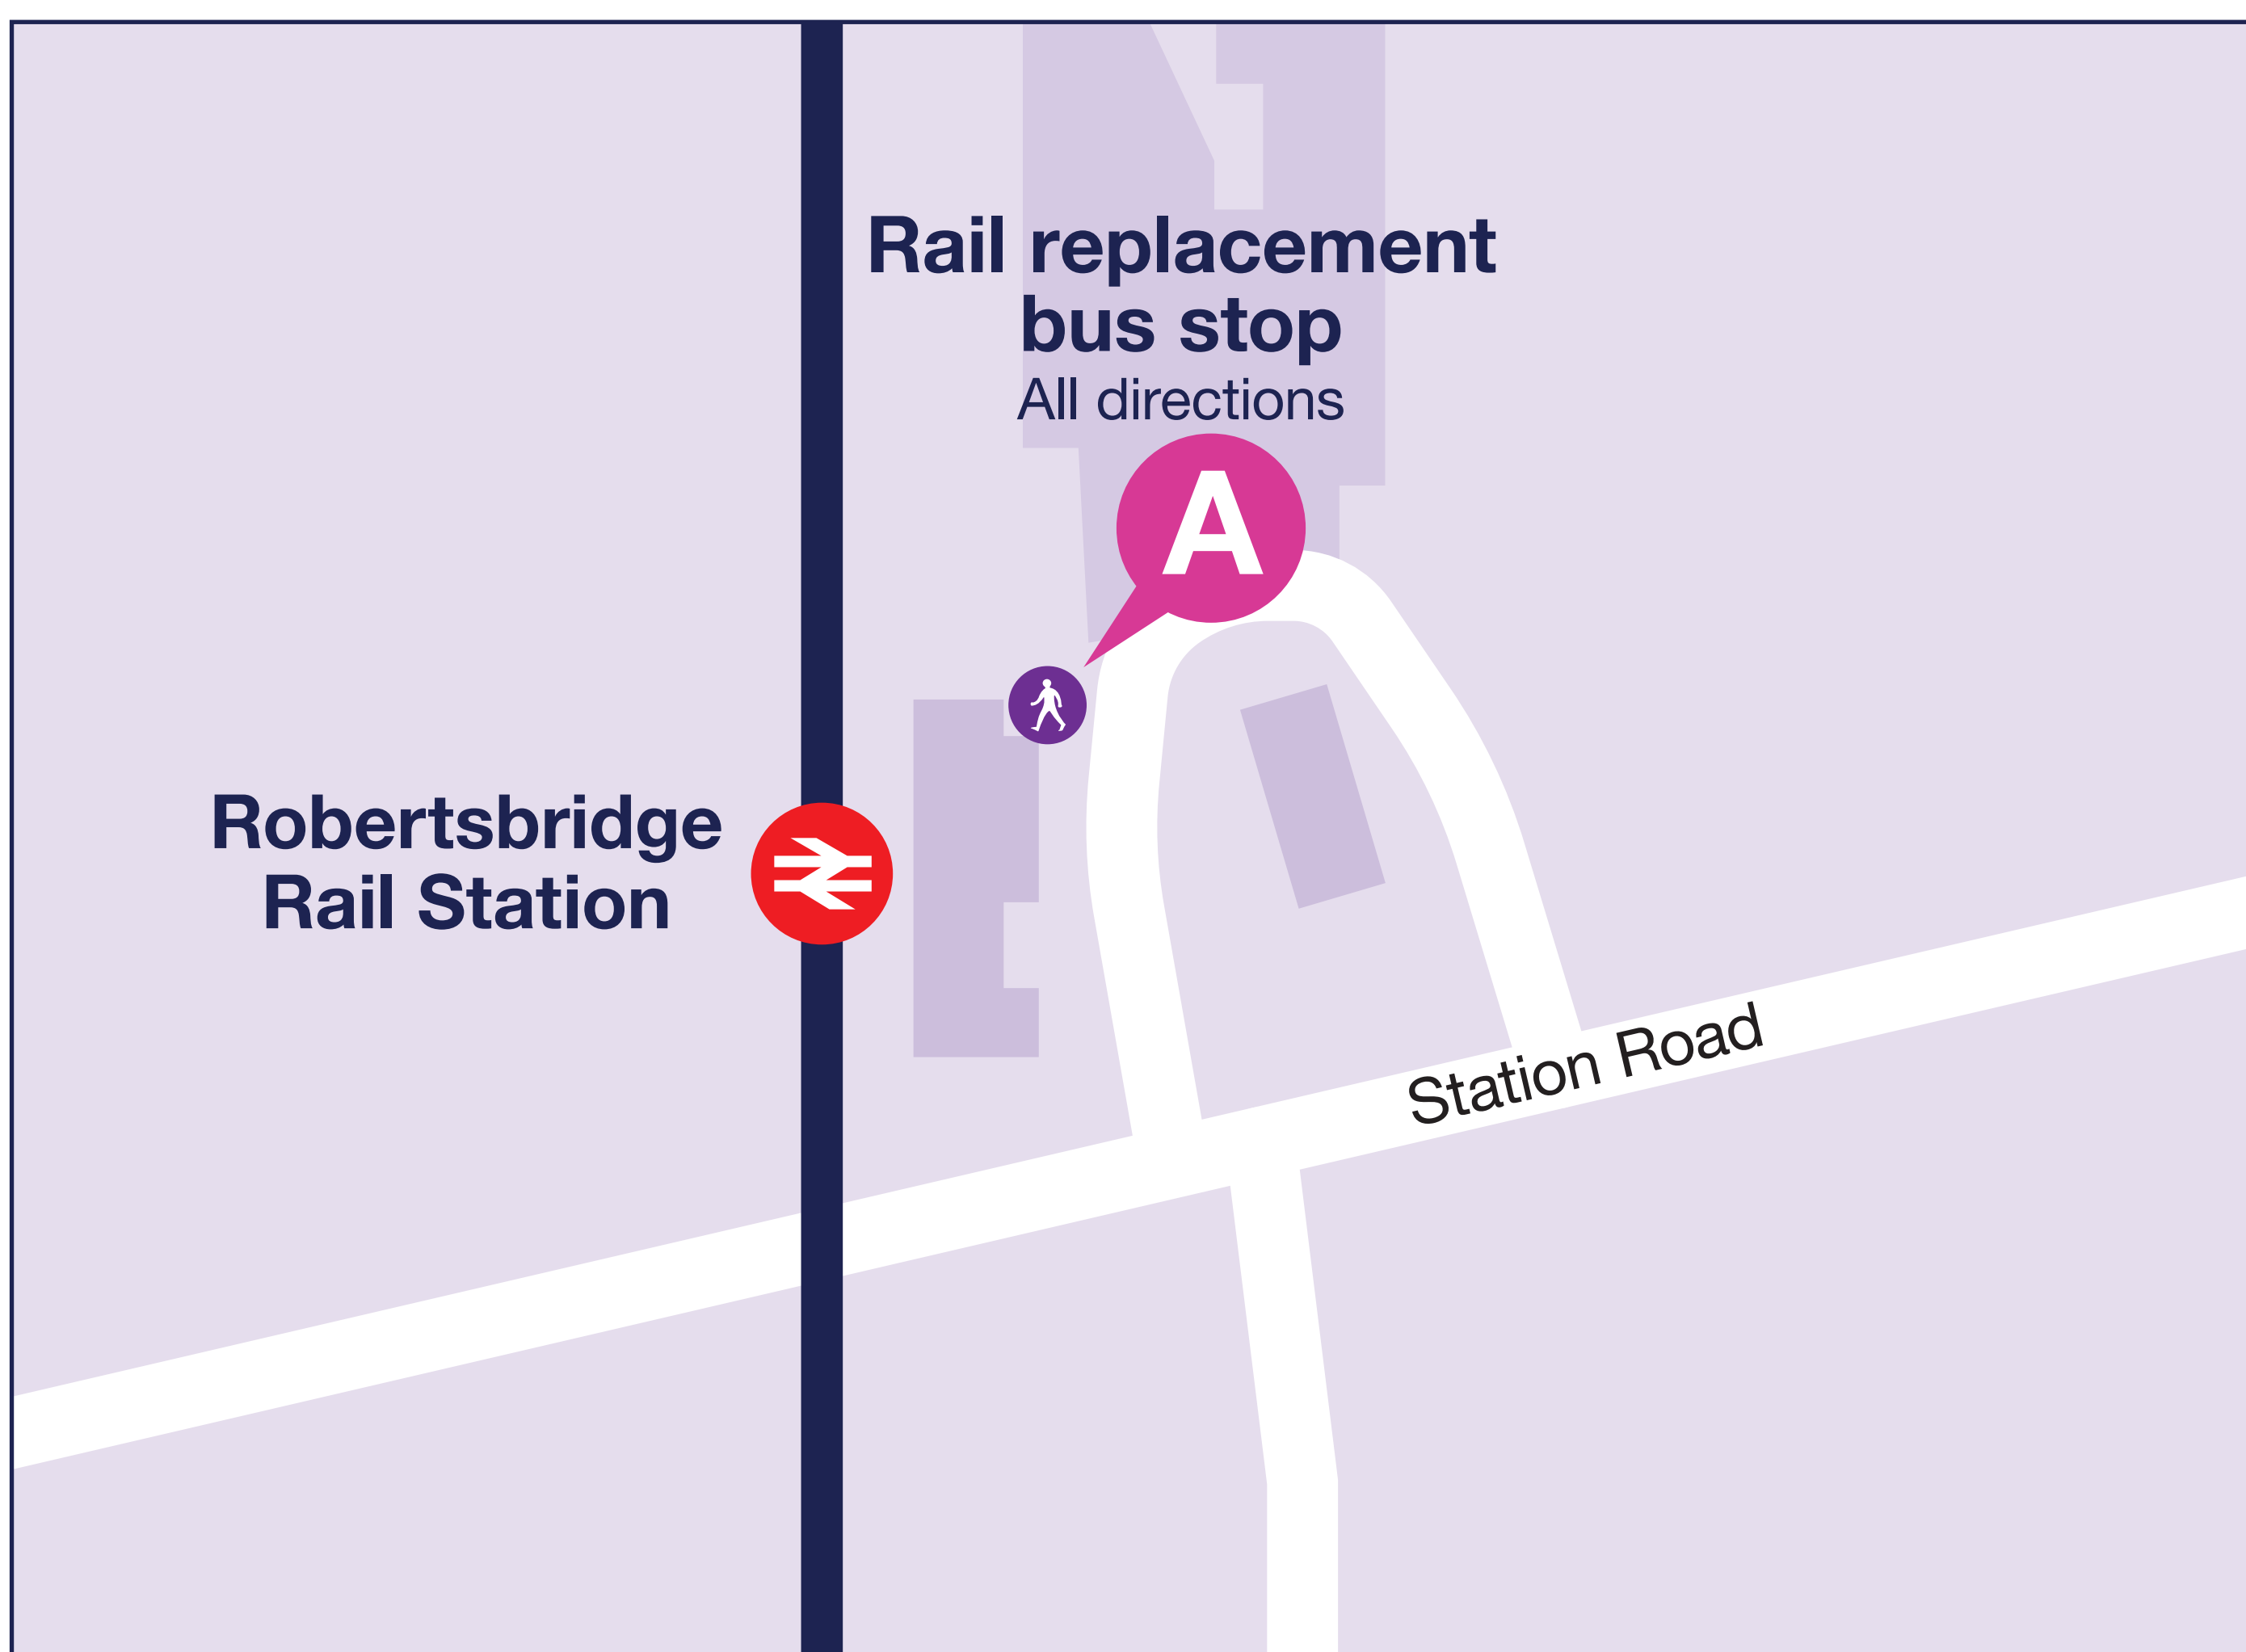 Rail replacement
bus stop
All directions
A
Robertsbridge
Rail Station
Station Road